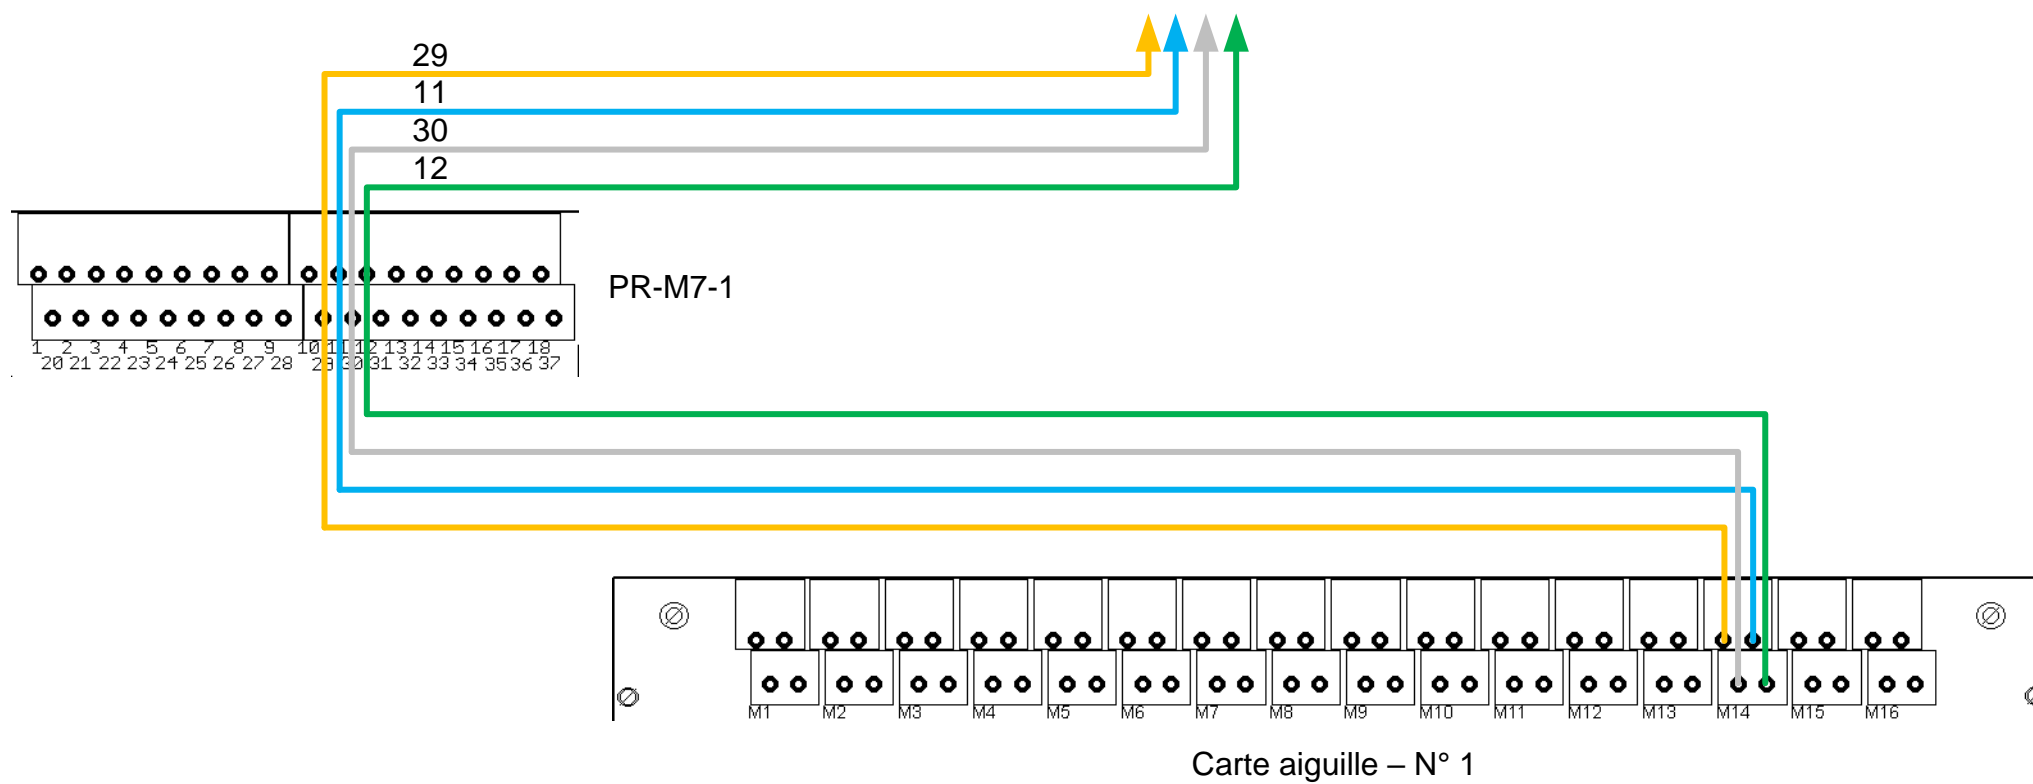 29
11
30
12
PR-M7-1
1 2 3 4 5 6 7 8 9 10 11 12 13 14 15 16 17 18
20 21 22 23 24 25 26 27 28 29 30 31 32 33 34 35 36 37
M1 M2 M3 M4 M5 M6 M7 M8 M9 M10 M11 M12 M13 M14 M15 M16
Carte aiguille – N° 1